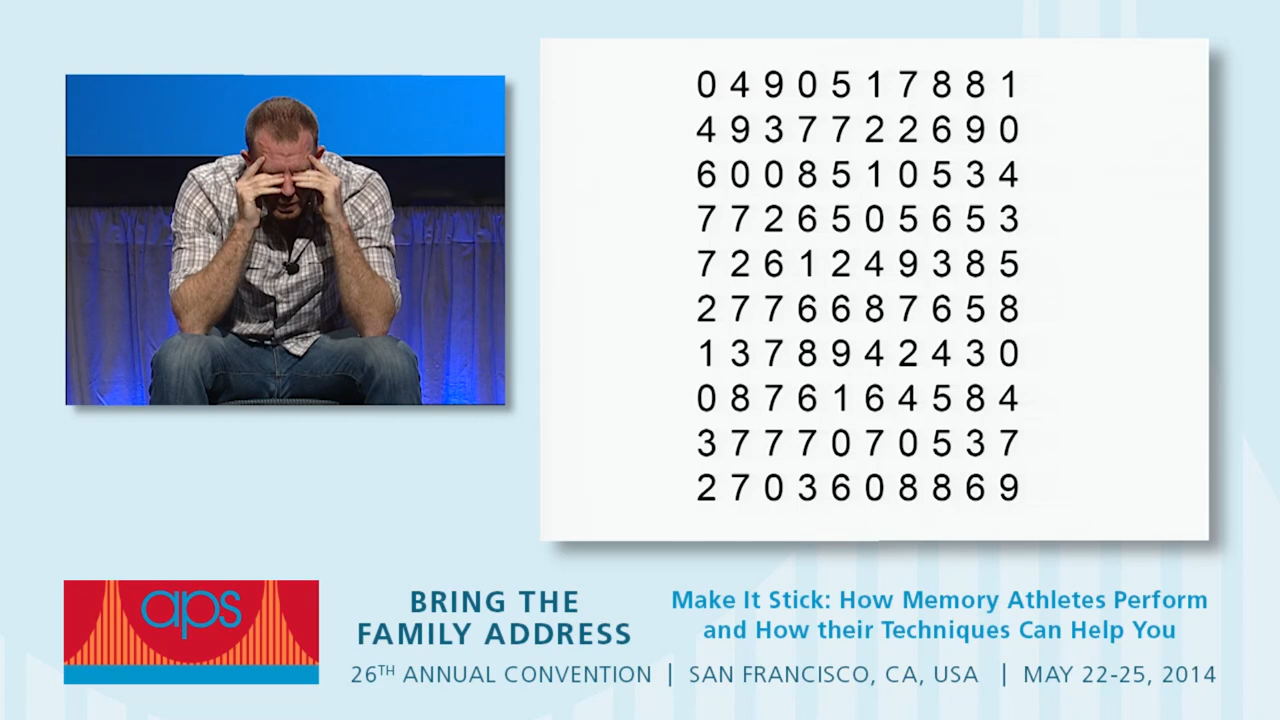 0 4 9 0 5 1 7 8 8 1
4 9 3 7 7 2 2 6 9 0
6 0 0 8 5 1 0 5 3 4
7 7 2 6 5 0 5 6 5 3
7 2 6 1 2 4 9 3 8 5
2 7 7 6 6 8 7 6 5 8
1 3 7 8 9 4 2 4 3 0
0 8 7 6 1 6 4 5 8 4
3 7 7 7 0 7 0 5 3 7
2 7 0 3 6 0 8 8 6 9
aps
BRING THE
FAMILY ADDRESS
Make It Stick: How Memory Athletes Perform
and How their Techniques Can Help You
26TH ANNUAL CONVENTION | SAN FRANCISCO, CA, USA | MAY 22-25, 2014